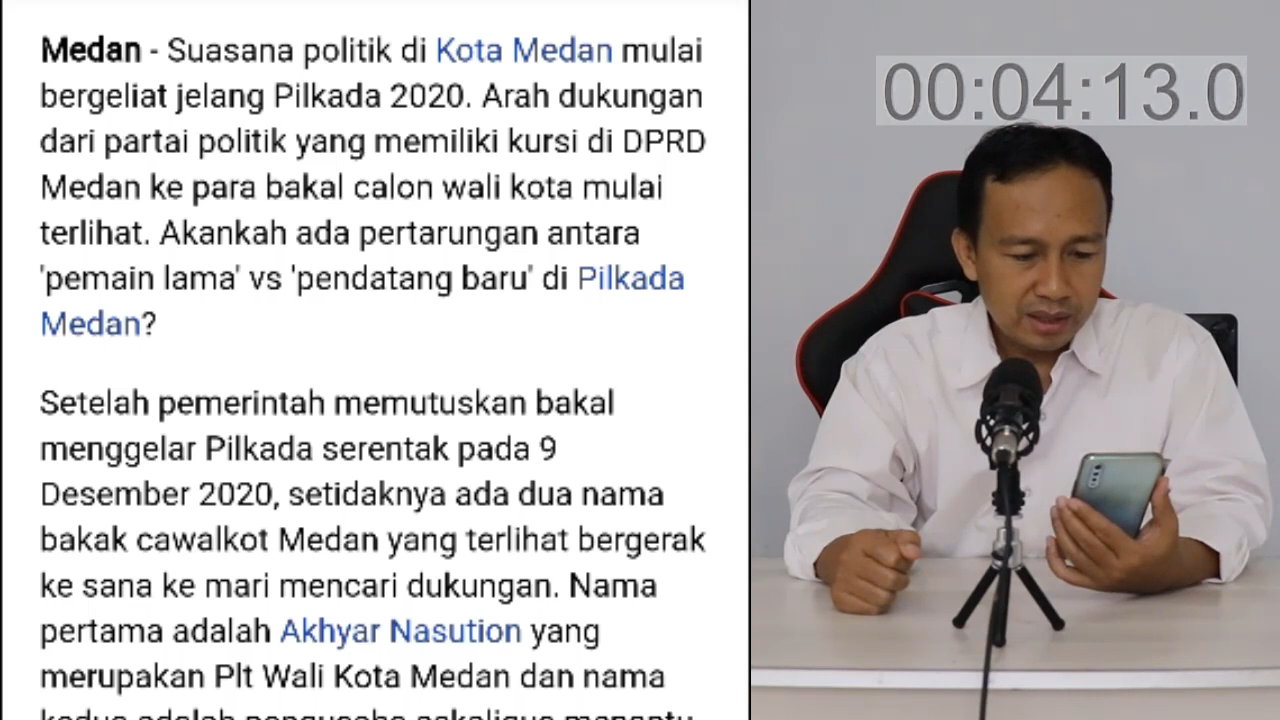 Medan - Suasana politik di Kota Medan mulai
bergeliat jelang Pilkada 2020. Arah dukungan
dari partai politik yang memiliki kursi di DPRD
Medan ke para bakal calon wali kota mulai
terlihat. Akankah ada pertarungan antara
'pemain lama' vs 'pendatang baru' di Pilkada
Medan?
Setelah pemerintah memutuskan bakal
menggelar Pilkada serentak pada 9
Desember 2020, setidaknya ada dua nama
bakak cawalkot Medan yang terlihat bergerak
ke sana ke mari mencari dukungan. Nama
pertama adalah Akhyar Nasution yang
merupakan Plt Wali Kota Medan dan nama
00:04:13.0